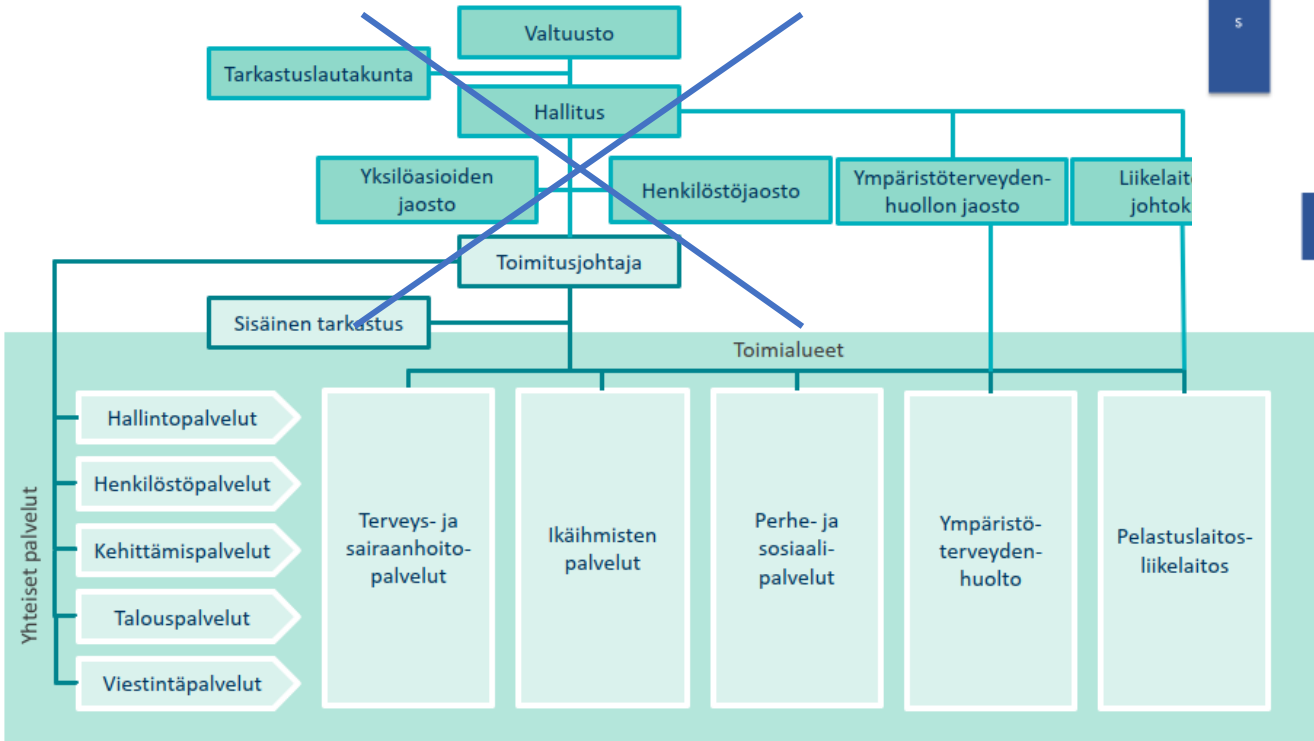 s
Valtuusto
Tarkastuslautakunta
Hallitus
Yksilöasioiden
jaosto
Henkilöstöjaosto
Ympäristöterveyden-
huollon jaosto
Toimitusjohtaja
Sisäinen tarkastus
Toimialueet
Yhteiset palvelut
Hallintopalvelut
Henkilöstöpalvelut
Kehittämispalvelut
Talouspalvelut
Viestintäpalvelut
Terveys- ja
sairaanhoito-
palvelut
Ikäihmisten
palvelut
Perhe- ja
sosiaali-
palvelut
Ympäristö-
terveyden-
huolto
Pelastuslaitos-
liikelaitos